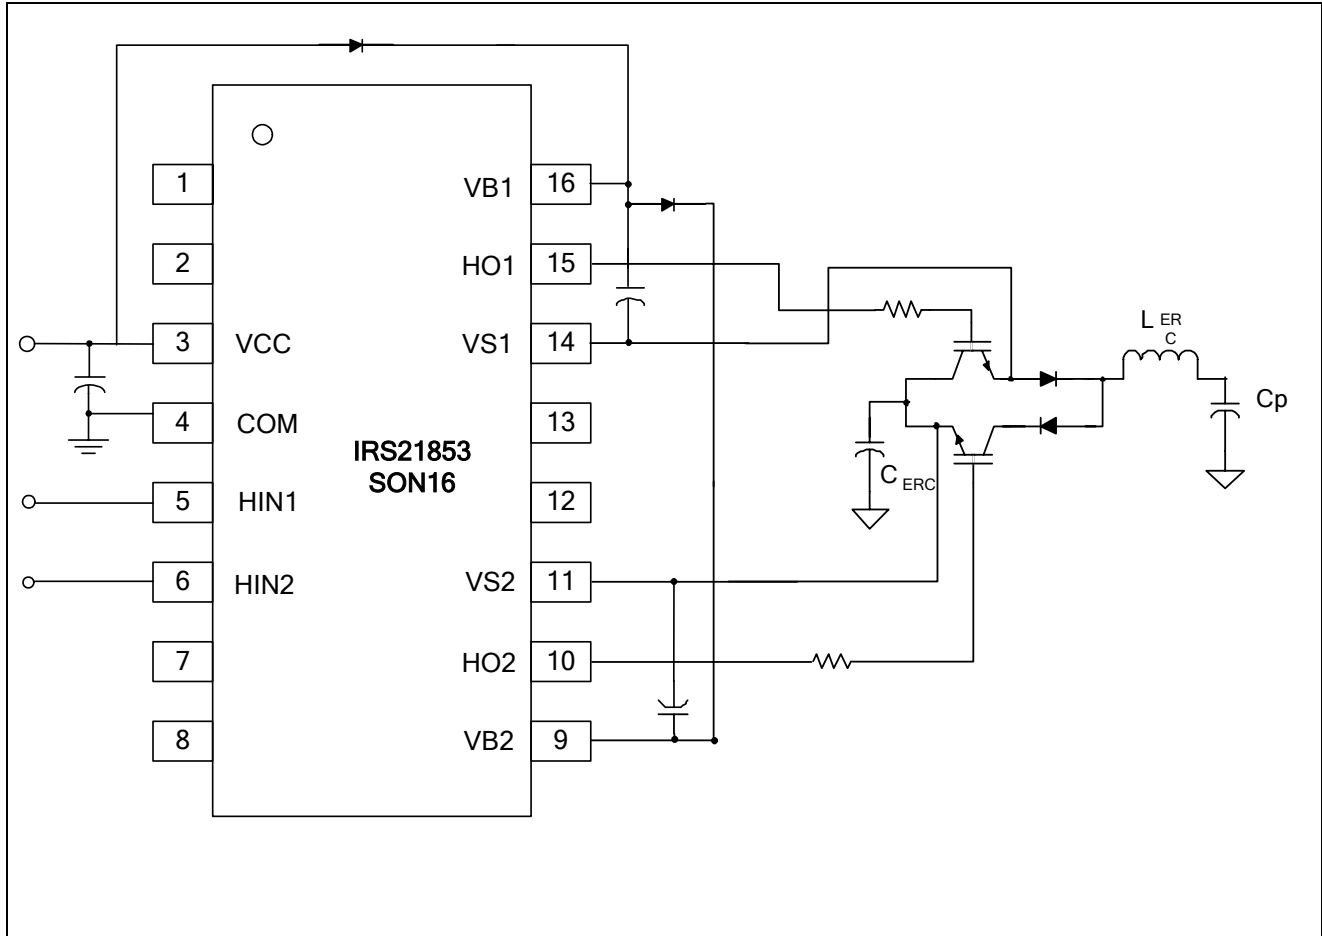 1
2
3 VCC
4 COM
5 HIN1
6 HIN2
7
8
IRS21853
SON16
VB1 16
HO1 15
VS1 14
13
12
VS2 11
HO2 10
VB2 9
L ER
C
Cp
C ERC